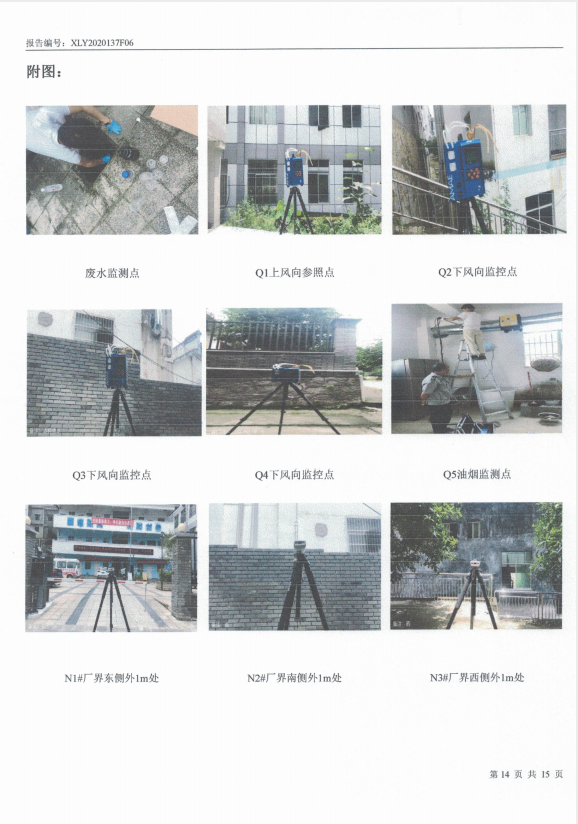 报告编号：XLY2020137F06
附图：
废水监测点
Q1上风向参照点
Q2下风向监控点
Q3下风向监控点
Q4下风向监控点
Q5油烟监测点
N1#厂界东侧外1m处
N2#厂界南侧外1m处
N3#厂界西侧外1m处
第 14 页 共 15 页